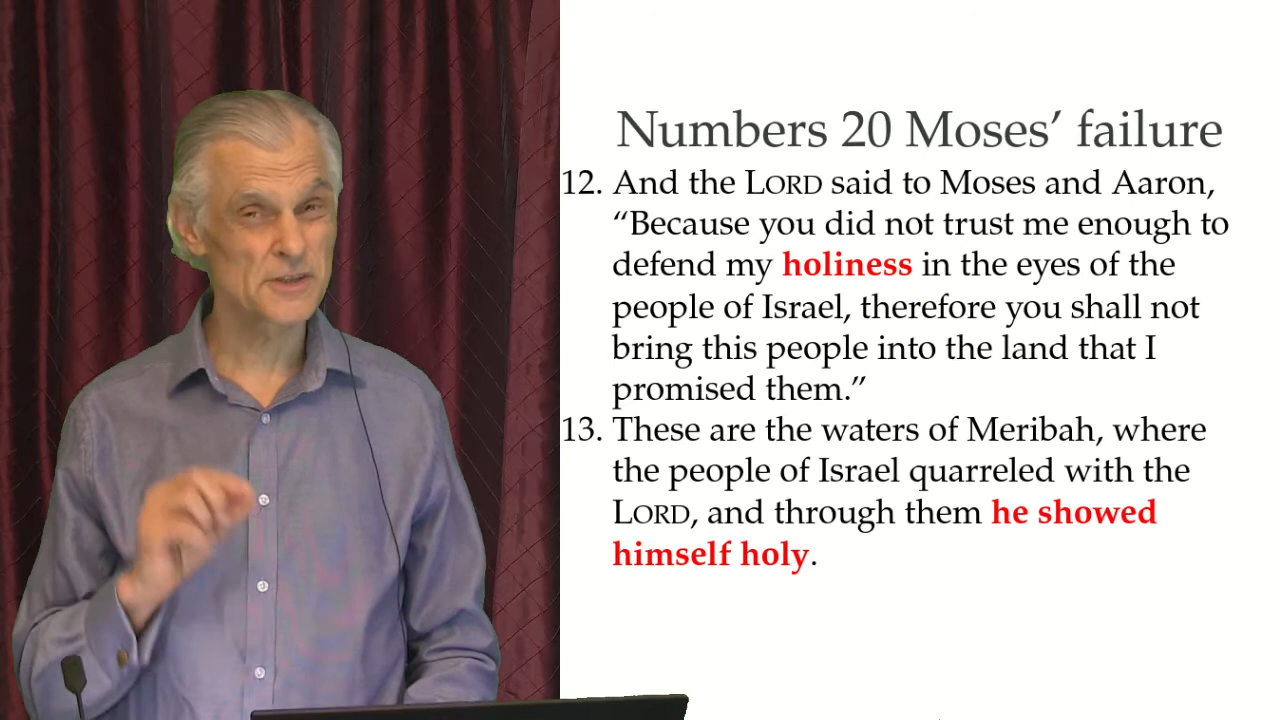 Numbers 20 Moses’ failure
12. And the LORD said to Moses and Aaron,
“Because you did not trust me enough to
defend my holiness in the eyes of the
people of Israel, therefore you shall not
bring this people into the land that I
promised them.”
13. These are the waters of Meribah, where
the people of Israel quarreled with the
LORD, and through them he showed
himself holy.